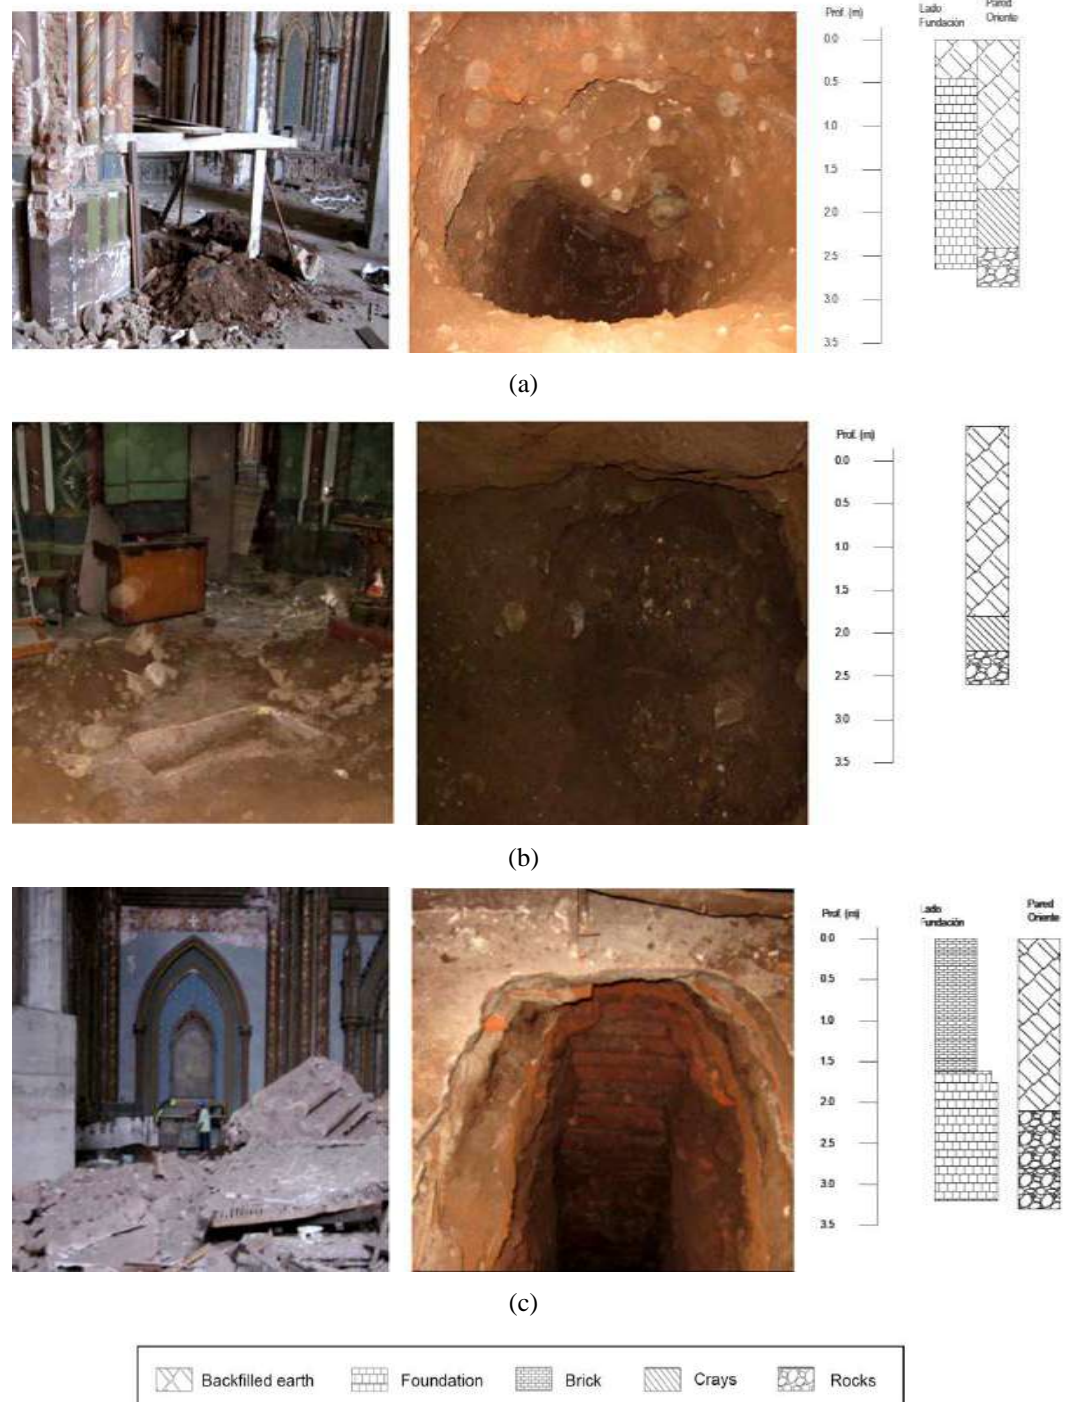 Prof. (m)
Lado
Fundación
Pared
Oriente
0.0
0.5
1.0
1.5
2.0
2.5
3.0
3.5
(a)
Prof. (m)
0.0
0.5
1.0
1.5
2.0
2.5
3.0
3.5
(b)
Prof. (m)
Lado
Fundación
Pared
Oriente
0.0
0.5
1.0
1.5
2.0
2.5
3.0
3.5
(c)
Backfilled earth
Foundation
Brick
Crays
Rocks